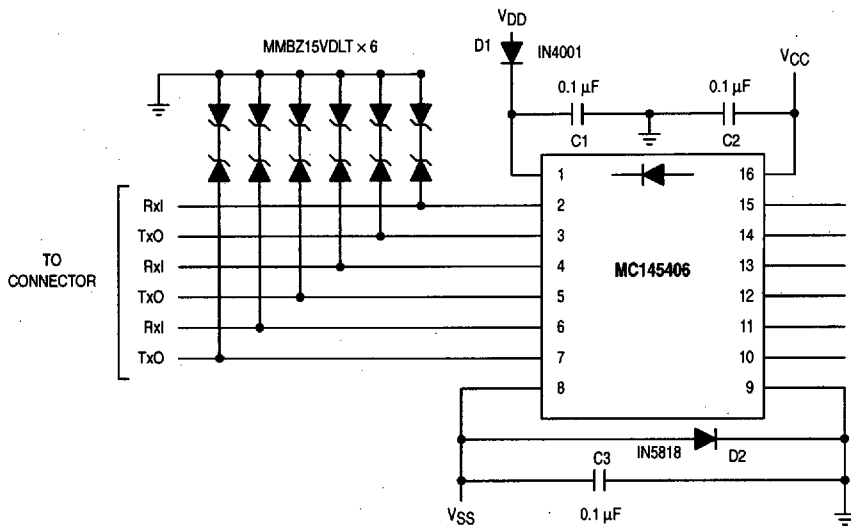 VDD
MMBZ15VDLT × 6
D1
IN4001
VCC
0.1 µF
0.1 µF
C1
C2
1
16
RxI
2
15
TxO
3
14
TO
CONNECTOR
RxI
4
MC145406
13
TxO
5
12
RxI
6
11
TxO
7
10
8
9
IN5818
D2
C3
VSS
0.1 µF